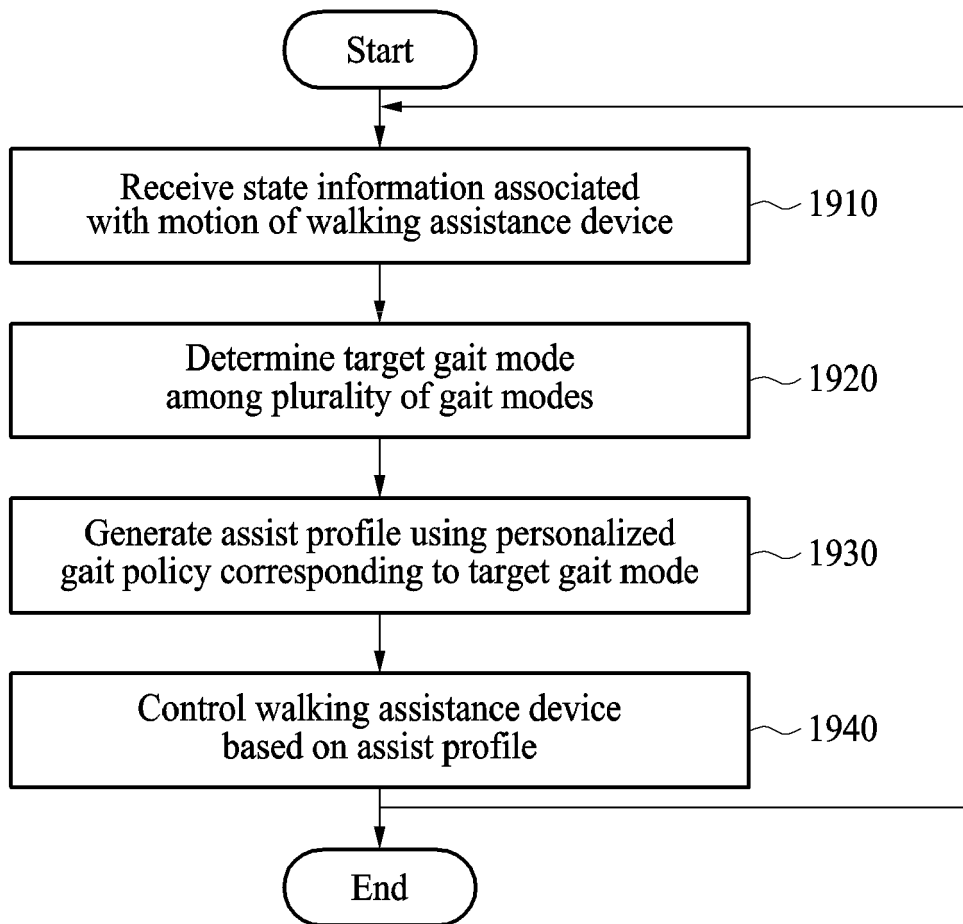 Start
Receive state information associated
with motion of walking assistance device
1910
Determine target gait mode
among plurality of gait modes
1920
Generate assist profile using personalized
gait policy corresponding to target gait mode
1930
Control walking assistance device
based on assist profile
1940
End